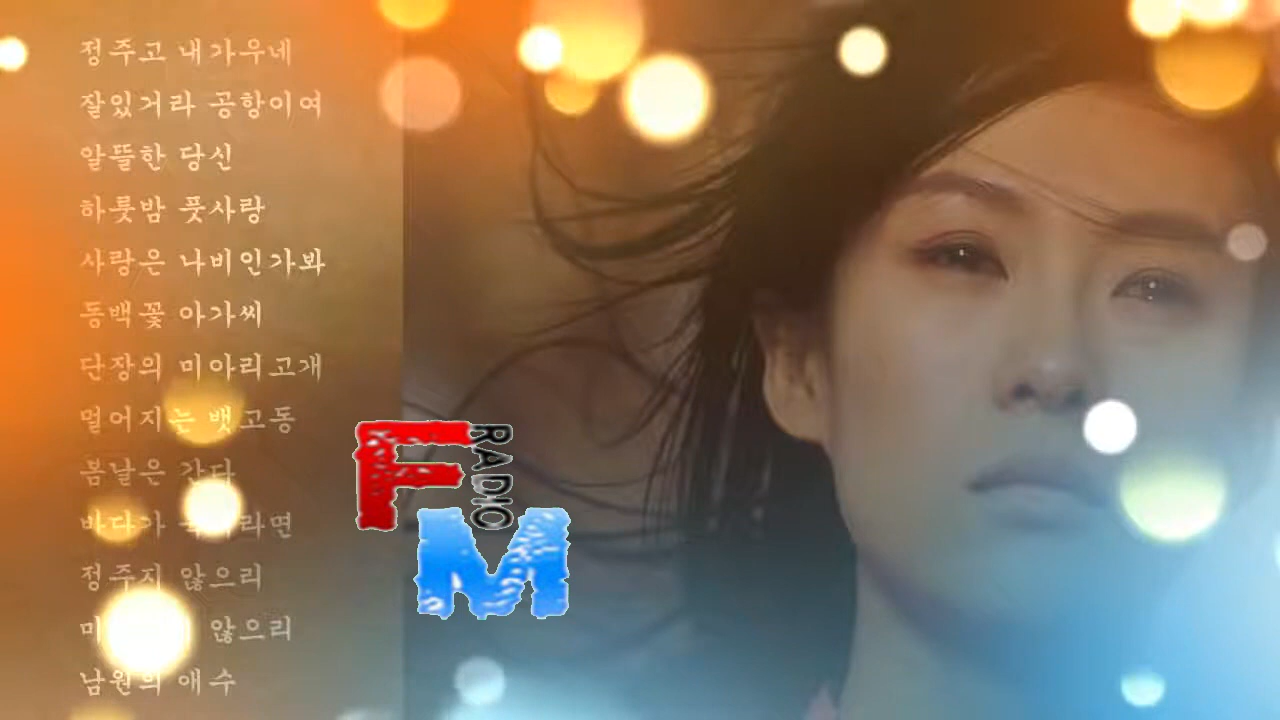 정주고 내가우네
잘있거라 공항이여
알뜰한 당신
하룻밤 풋사랑
사랑은 나비인가봐
동백꽃 아가씨
단장의 미아리고개
멀어지는 뱃고동
봄날은 간다
바다가 라면
정주지 않으리
않으리
남원의 애수
RADIO
FM